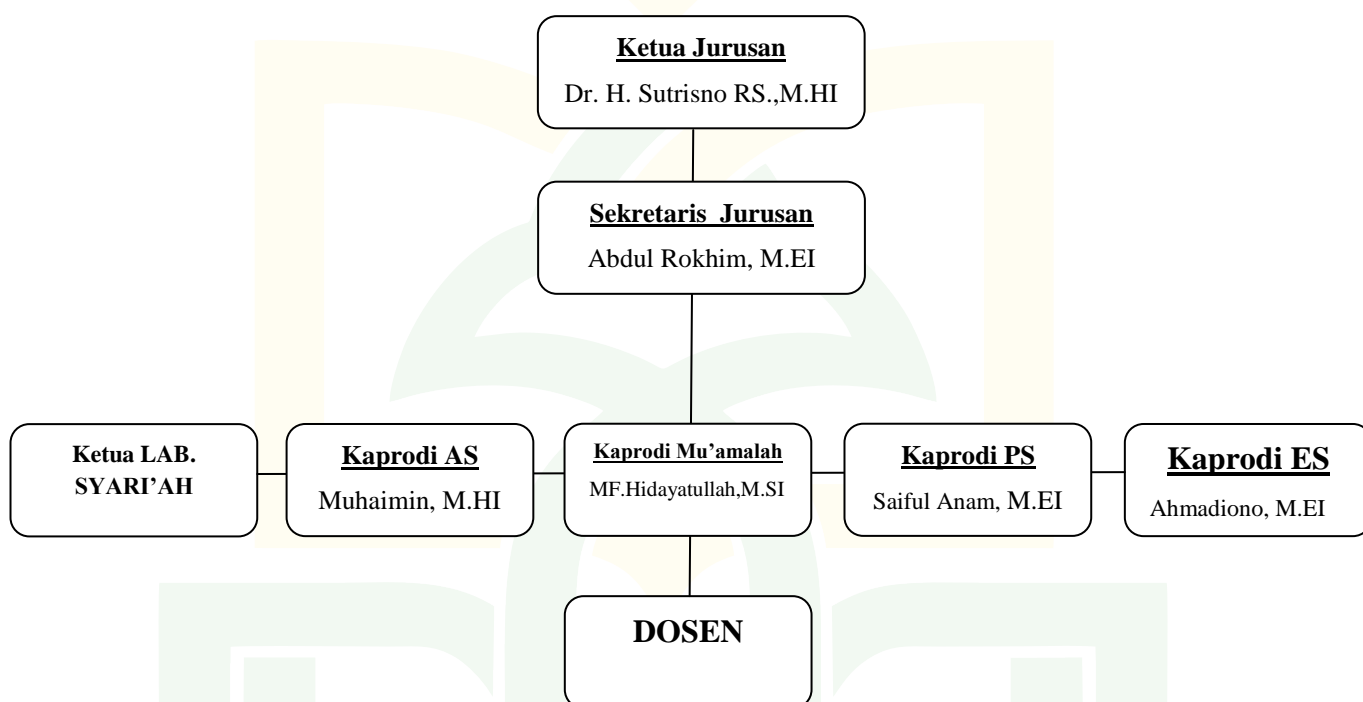 Ketua Jurusan
Dr. H. Sutrisno RS.,M.HI
Sekretaris Jurusan
Abdul Rokhim, M.EI
Ketua LAB.
SYARI’AH
Kaprodi AS
Muhaimin, M.HI
Kaprodi Mu’amalah
MF.Hidayatullah,M.SI
Kaprodi PS
Saiful Anam, M.EI
Kaprodi ES
Ahmadiono, M.EI
DOSEN